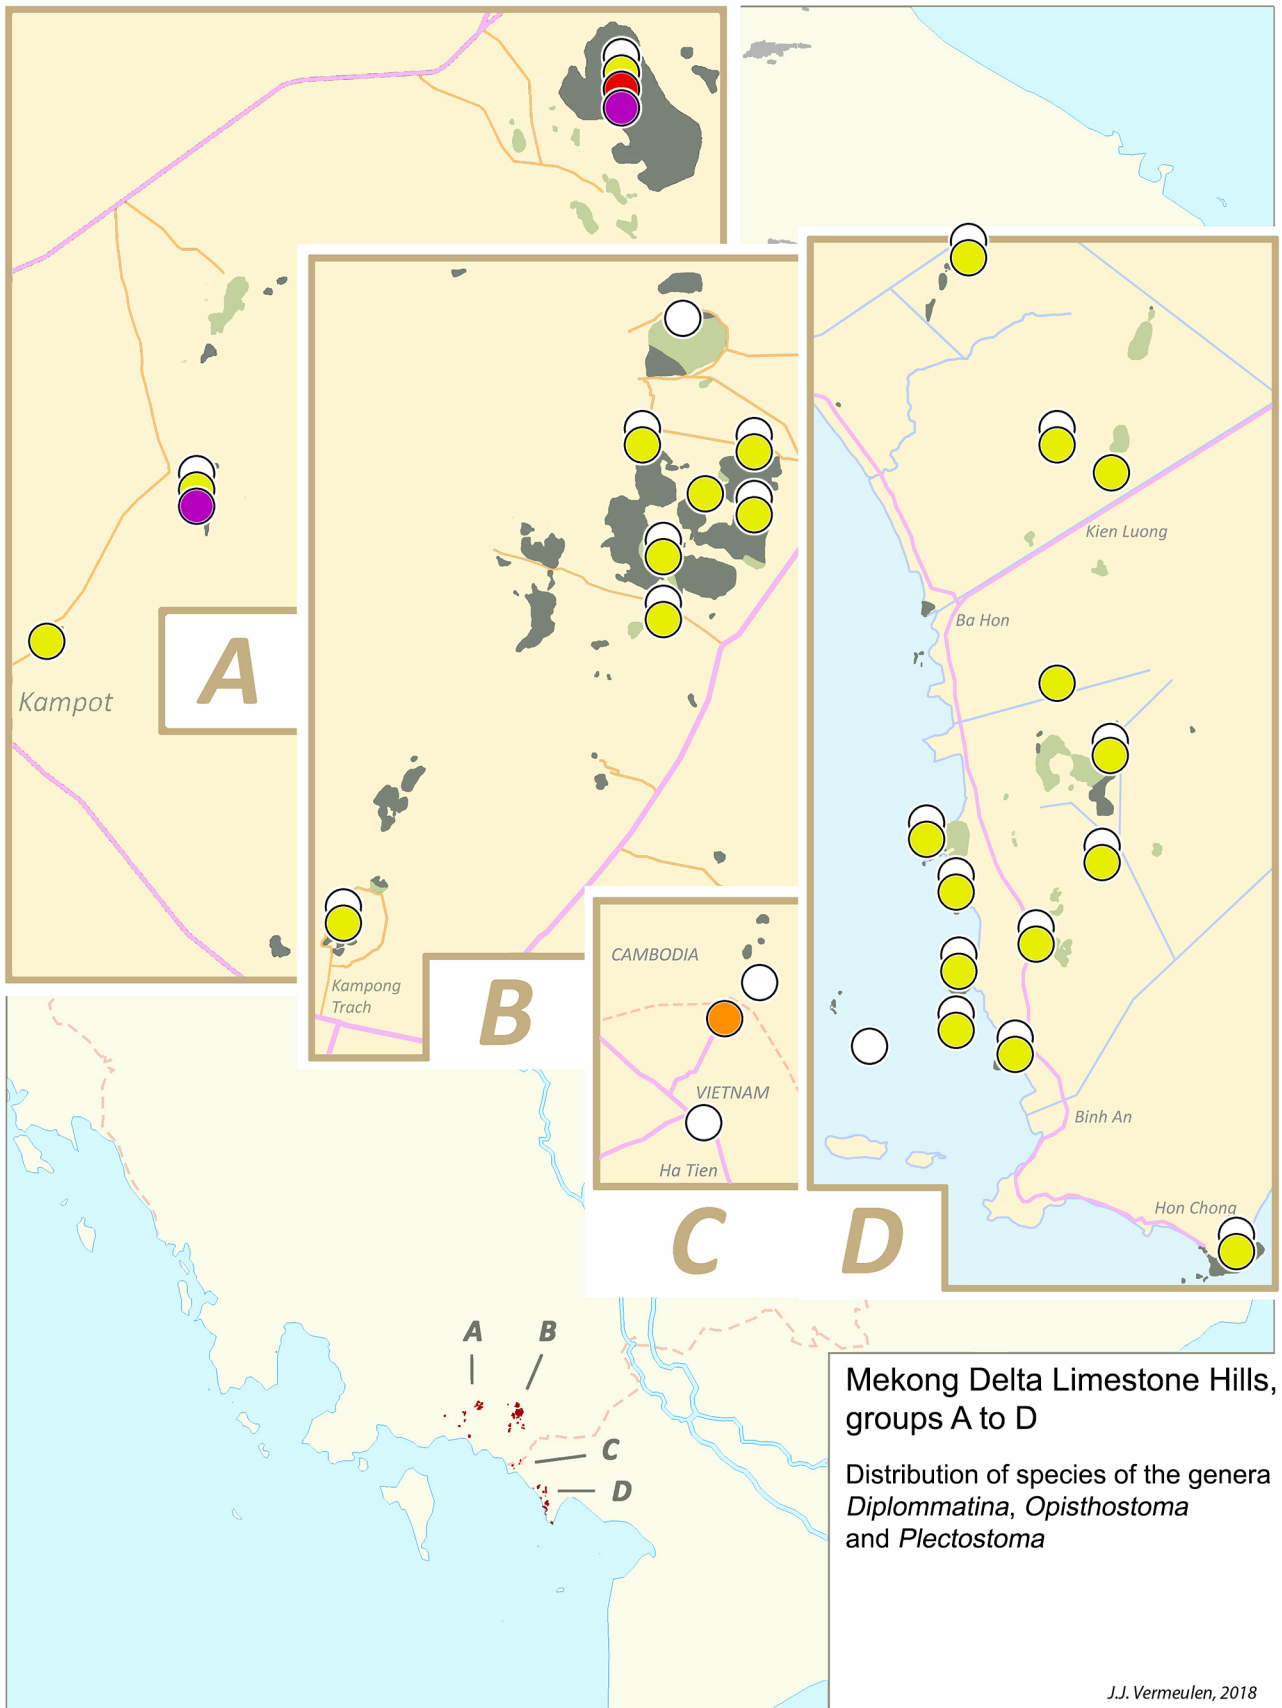 Kampot
A
Kampong
Trach
B
CAMBODIA
VIETNAM
Ha Tien
C
Kien Luong
Ba Hon
Binh An
Hon Chong
D
A
B
C
D
Mekong Delta Limestone Hills,
groups A to D
Distribution of species of the genera
Diplommatina, Opisthostoma
and Plectostoma
J.J. Vermeulen, 2018